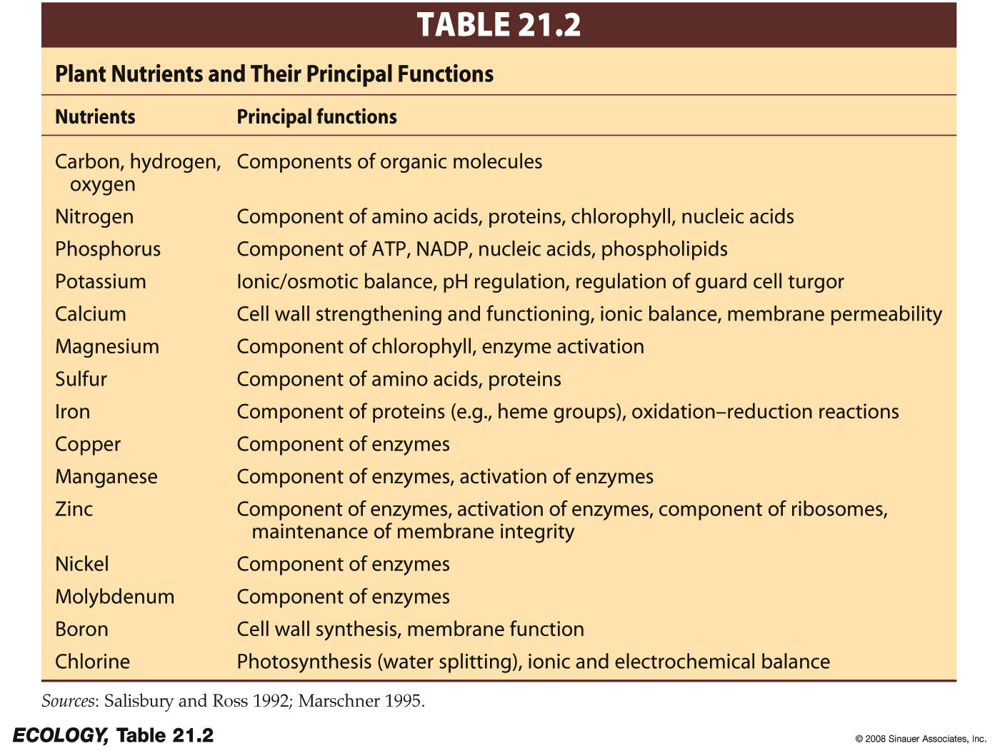 TABLE 21.2
Plant Nutrients and Their Principal Functions
Nutrients Principal functions
Carbon, hydrogen, Components of organic molecules
oxygen
Nitrogen Component of amino acids, proteins, chlorophyll, nucleic acids
Phosphorus Component of ATP, NADP, nucleic acids, phospholipids
Potassium Ionic/osmotic balance, pH regulation, regulation of guard cell turgor
Calcium Cell wall strengthening and functioning, ionic balance, membrane permeability
Magnesium Component of chlorophyll, enzyme activation
Sulfur Component of amino acids, proteins
Iron Component of proteins (e.g., heme groups), oxidation–reduction reactions
Copper Component of enzymes
Manganese Component of enzymes, activation of enzymes
Zinc Component of enzymes, activation of enzymes, component of ribosomes,
maintenance of membrane integrity
Nickel Component of enzymes
Molybdenum Component of enzymes
Boron Cell wall synthesis, membrane function
Chlorine Photosynthesis (water splitting), ionic and electrochemical balance
Sources: Salisbury and Ross 1992; Marschner 1995.
ECOLOGY, Table 21.2
© 2008 Sinauer Associates, Inc.